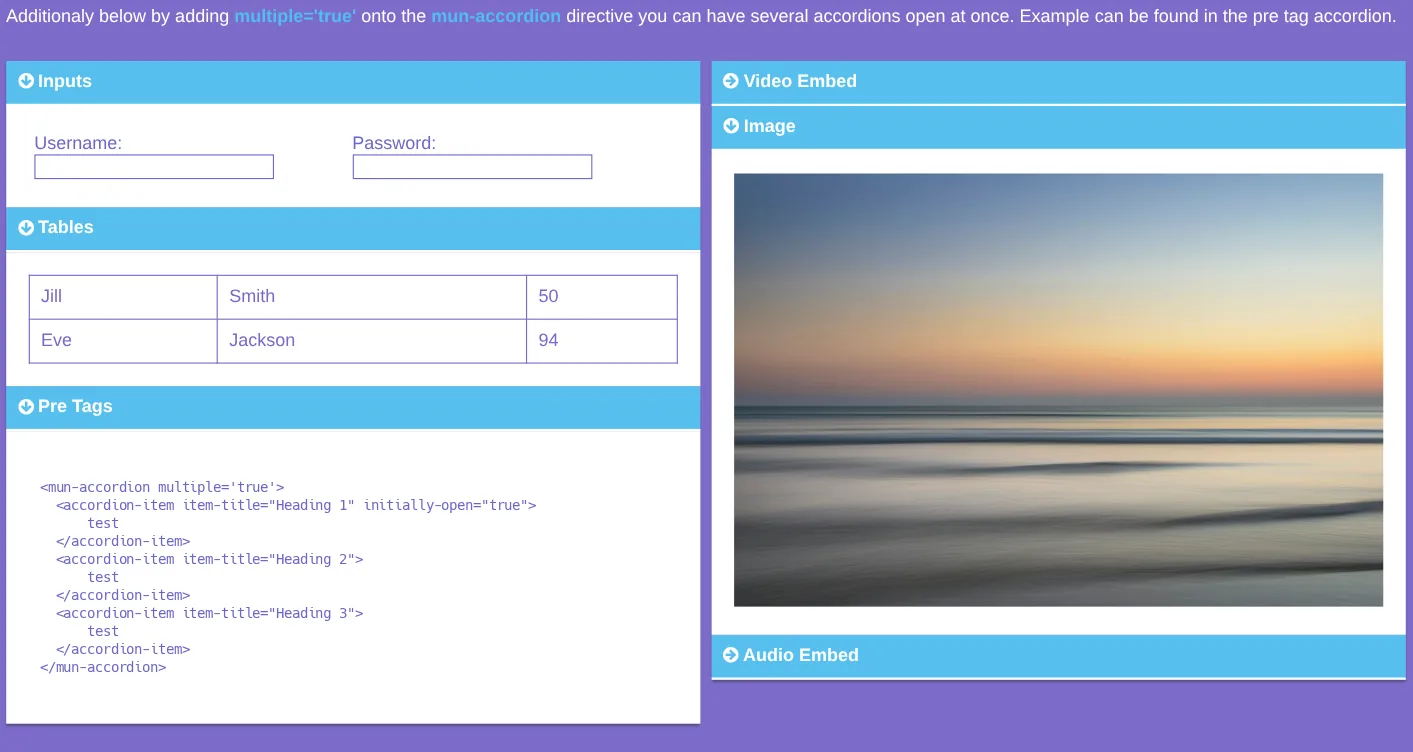 Additionaly below by adding multiple='true' onto the mun-accordion directive you can have several accordions open at once. Example can be found in the pre tag accordion.
Inputs
Username:
Password:
Tables
Jill Smith 50
Eve Jackson 94
Pre Tags
<mun-accordion multiple='true'>
  <accordion-item item-title="Heading 1" initially-open="true">
      test
  </accordion-item>
  <accordion-item item-title="Heading 2">
      test
  </accordion-item>
  <accordion-item item-title="Heading 3">
      test
  </accordion-item>
</mun-accordion>
Video Embed
Image
Audio Embed